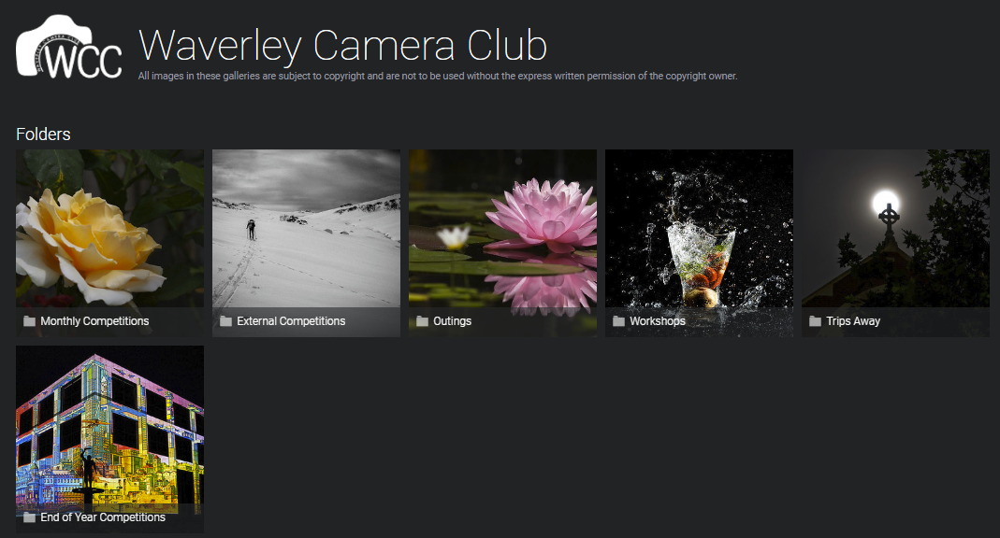 WCC
Waverley Camera Club
All images in these galleries are subject to copyright and are not to be used without the express written permission of the copyright owner.
Folders
Monthly Competitions
External Competitions
Outings
Workshops
Trips Away
End of Year Competitions